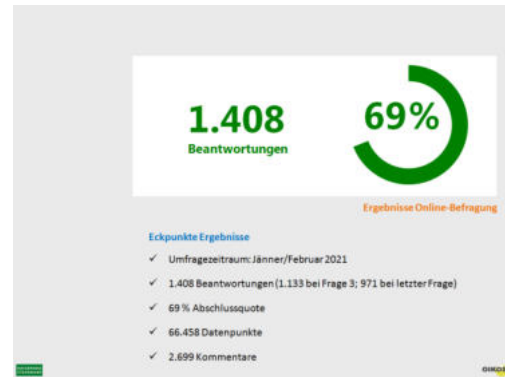 1.408
Beantwortungen
69%
Ergebnisse Online-Befragung
Eckpunkte Ergebnisse
✓ Umfragezeitraum: Jänner/Februar 2021
✓ 1.408 Beantwortungen (1.133 bei Frage 3; 971 bei letzter Frage)
✓ 69 % Abschlussquote
✓ 66.458 Datenpunkte
✓ 2.699 Kommentare